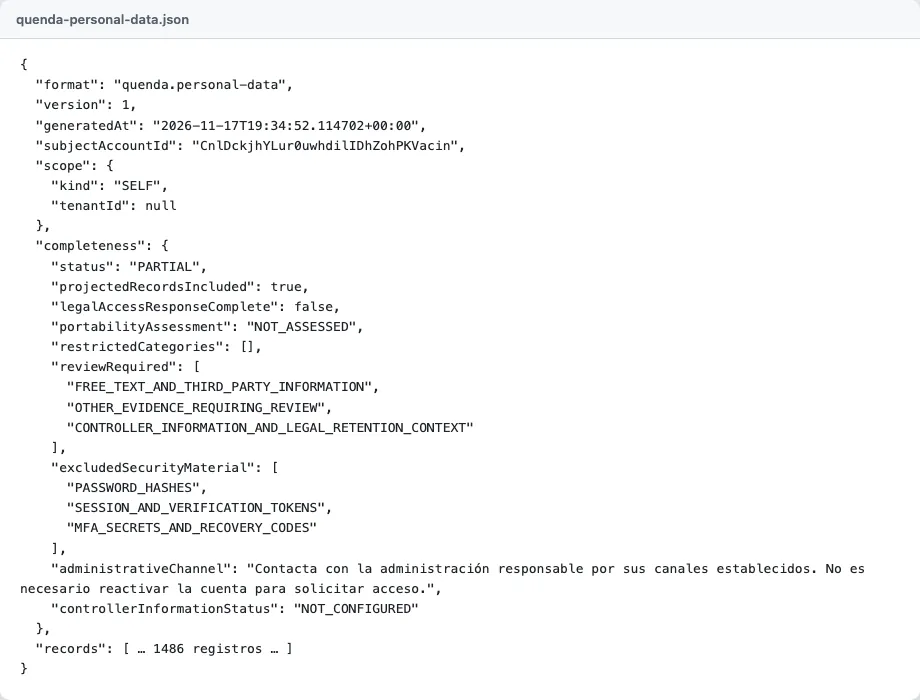 quenda-personal-data.json
{
  "format": "quenda.personal-data",
  "version": 1,
  "generatedAt": "2026-11-17T19:34:52.114702+00:00",
  "subjectAccountId": "CnlDckjhYLur0uwhdilIDhZohPKVacin",
  "scope": {
    "kind": "SELF",
    "tenantId": null
  },
  "completeness": {
    "status": "PARTIAL",
    "projectedRecordsIncluded": true,
    "legalAccessResponseComplete": false,
    "portabilityAssessment": "NOT_ASSESSED",
    "restrictedCategories": [],
    "reviewRequired": [
      "FREE_TEXT_AND_THIRD_PARTY_INFORMATION",
      "OTHER_EVIDENCE_REQUIRING_REVIEW",
      "CONTROLLER_INFORMATION_AND_LEGAL_RETENTION_CONTEXT"
    ],
    "excludedSecurityMaterial": [
      "PASSWORD_HASHES",
      "SESSION_AND_VERIFICATION_TOKENS",
      "MFA_SECRETS_AND_RECOVERY_CODES"
    ],
    "administrativeChannel": "Contacta con la administración responsable por sus canales establecidos. No es
necesario reactivar la cuenta para solicitar acceso.",
    "controllerInformationStatus": "NOT_CONFIGURED"
  },
  "records": [ … 1486 registros … ]
}